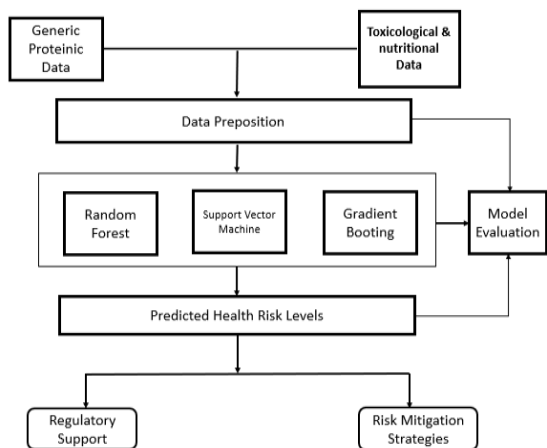 Generic
Proteinic
Data
Toxicological &
nutritional
Data
Data Preposition
Random
Forest
Support Vector
Machine
Gradient
Booting
Model
Evaluation
Predicted Health Risk Levels
Regulatory
Support
Risk Mitigation
Strategies